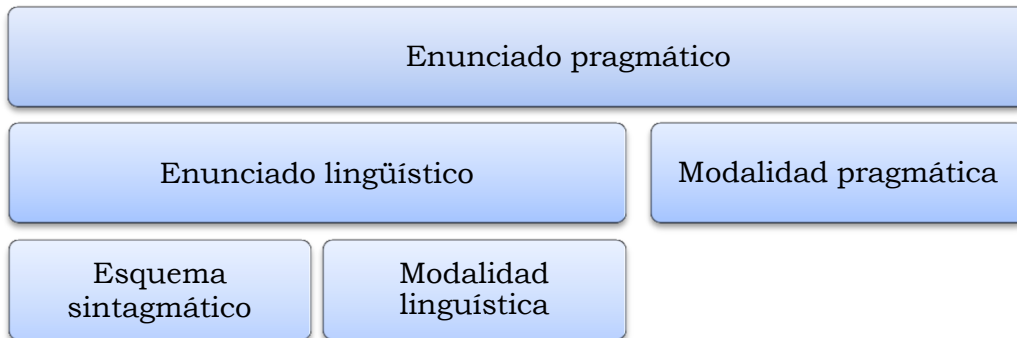 Enunciado pragmático
Enunciado lingüístico
Modalidad pragmática
Esquema
sintagmático
Modalidad
linguística